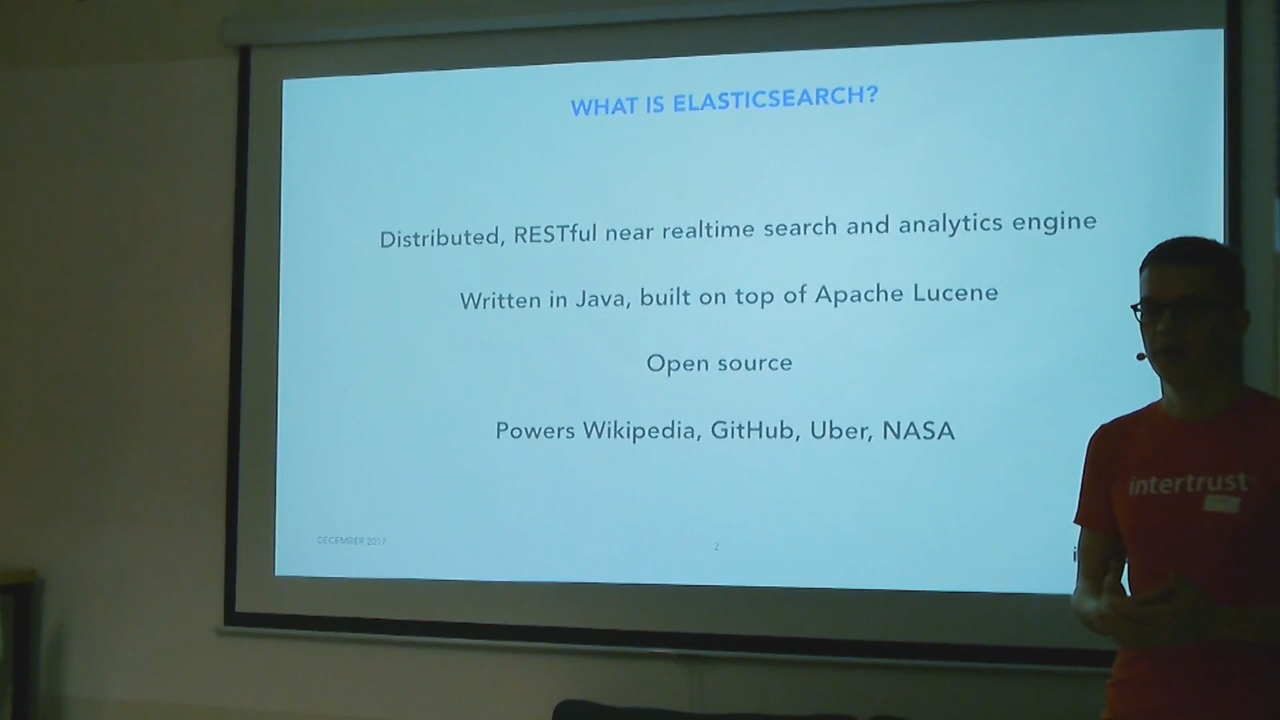 WHAT IS ELASTICSEARCH?
Distributed, RESTful near realtime search and analytics engine
Written in Java, built on top of Apache Lucene
Open source
Powers Wikipedia, GitHub, Uber, NASA
DECEMBER 2017
2
intertrust